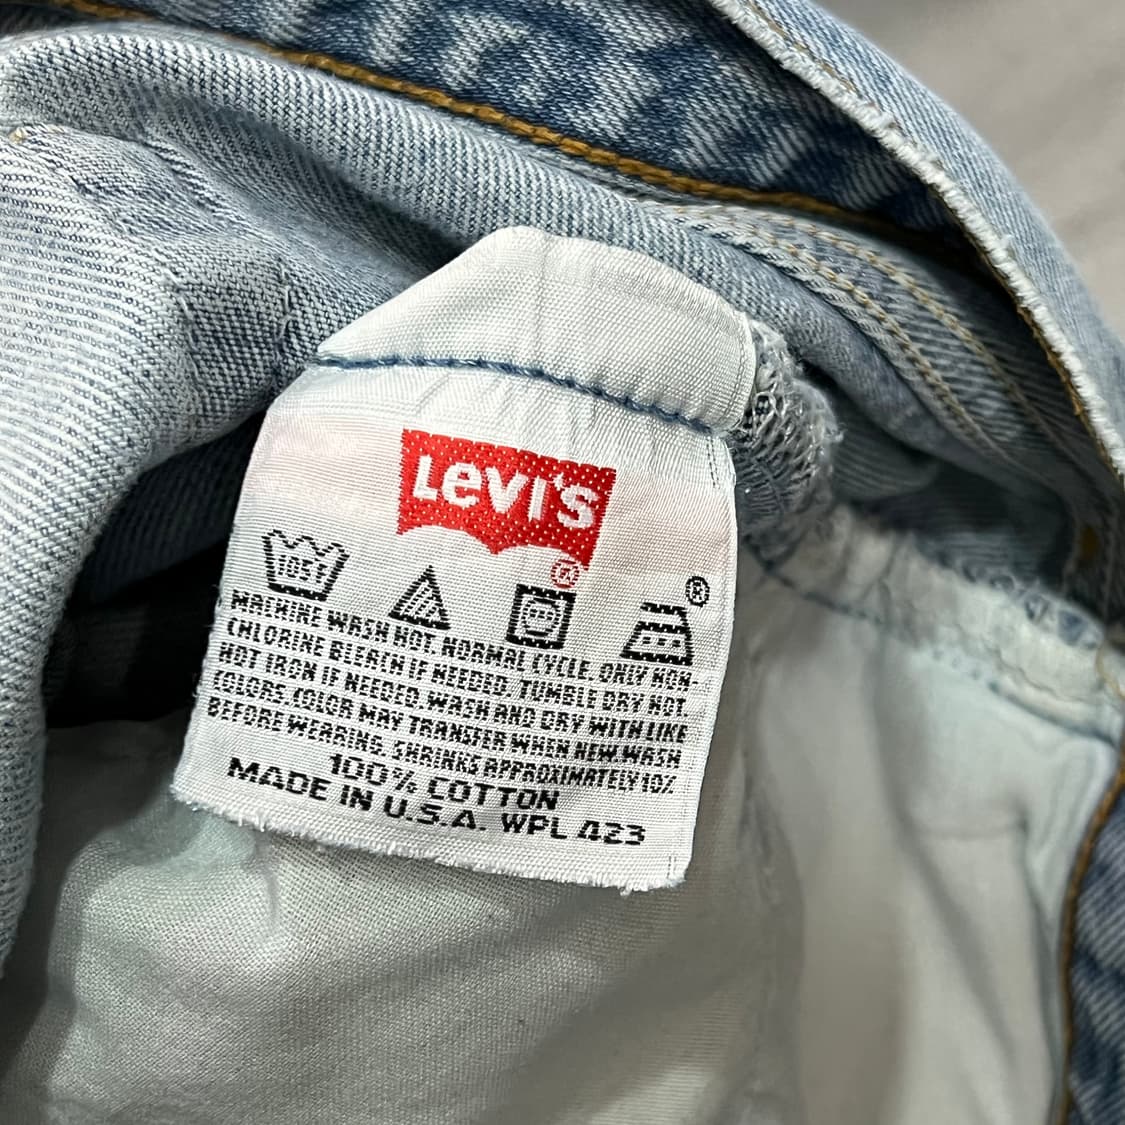 Levi's
®
105F
®
MACHINE WASH HOT, NORMAL CYCLE. ONLY NON-
CHLORINE BLEACH IF NEEDED. TUMBLE DRY HOT.
HOT IRON IF NEEDED. WASH AND DRY WITH LIKE
COLORS. COLOR MAY TRANSFER WHEN NEW. WASH
BEFORE WEARING. SHRINKS APPROXIMATELY 10%
100% COTTON
MADE IN U.S.A. WPL 423